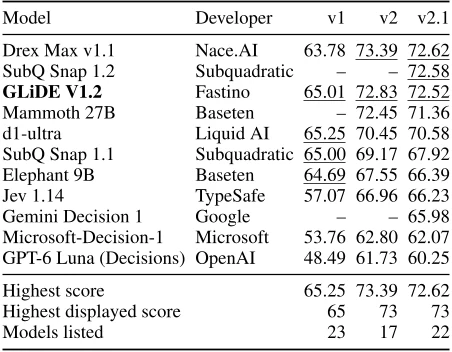 Model Developer v1 v2 v2.1
Drex Max v1.1 Nace.AI 63.78 73.39 72.62
SubQ Snap 1.2 Subquadratic – – 72.58
GLiDE V1.2 Fastino 65.01 72.83 72.52
Mammoth 27B Baseten – 72.45 71.36
d1-ultra Liquid AI 65.25 70.45 70.58
SubQ Snap 1.1 Subquadratic 65.00 69.17 67.92
Elephant 9B Baseten 64.69 67.55 66.39
Jev 1.14 TypeSafe 57.07 66.96 66.23
Gemini Decision 1 Google – – 65.98
Microsoft-Decision-1 Microsoft 53.76 62.80 62.07
GPT-6 Luna (Decisions) OpenAI 48.49 61.73 60.25
Highest score 65.25 73.39 72.62
Highest displayed score 65 73 73
Models listed 23 17 22